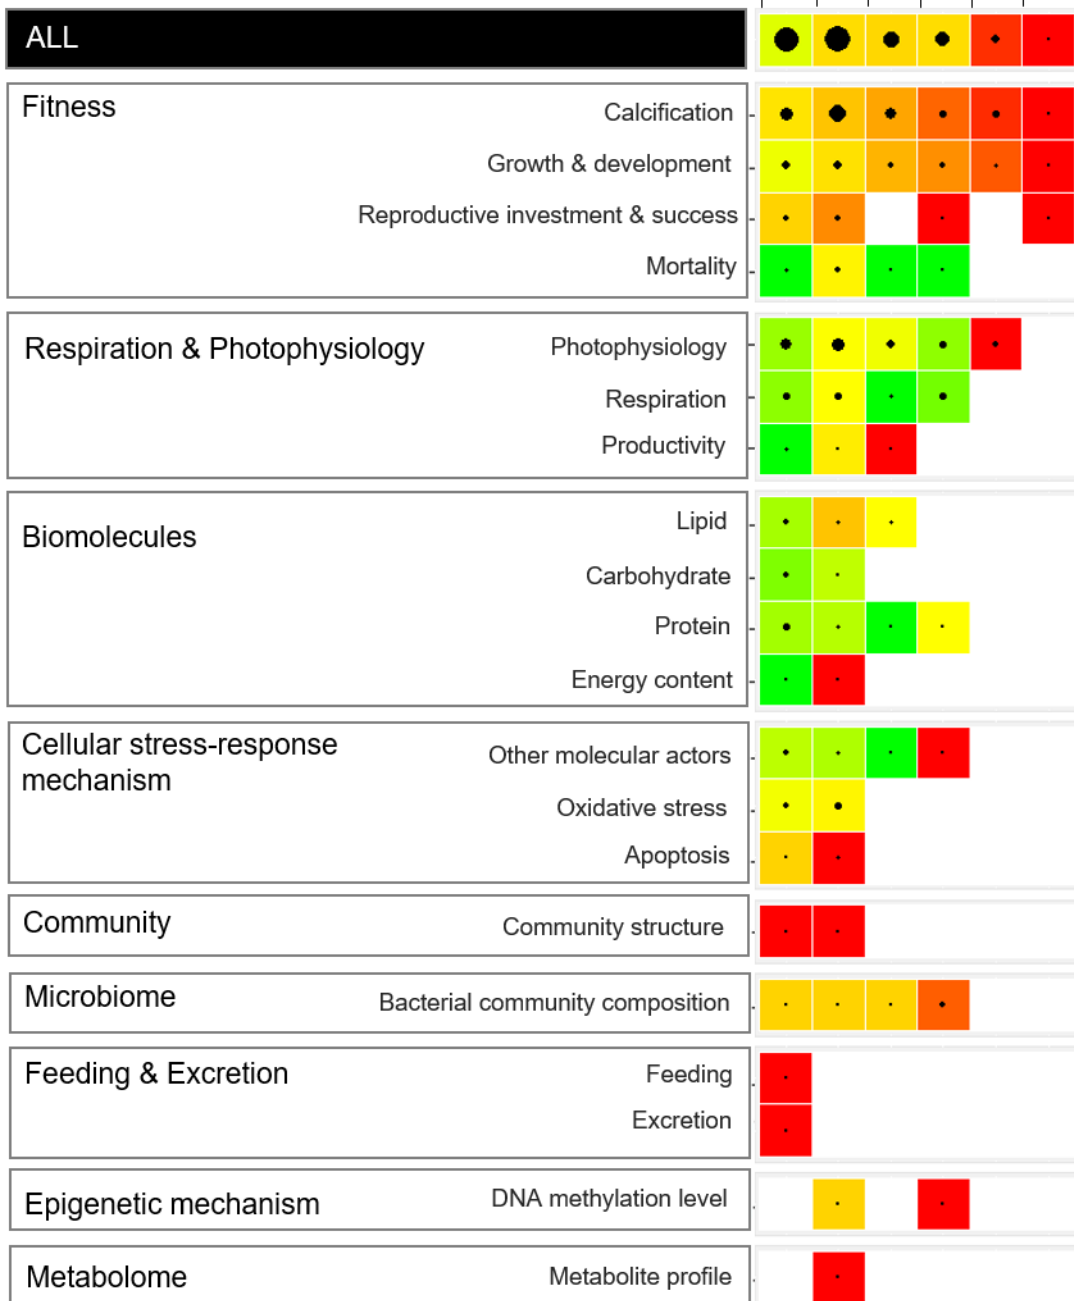 ALL
Fitness
Calcification
Growth & development
Reproductive investment & success
Mortality
Respiration & Photophysiology
Photophysiology
Respiration
Productivity
Biomolecules
Lipid
Carbohydrate
Protein
Energy content
Cellular stress-response
mechanism
Other molecular actors
Oxidative stress
Apoptosis
Community
Community structure
Microbiome
Bacterial community composition
Feeding & Excretion
Feeding
Excretion
Epigenetic mechanism
DNA methylation level
Metabolome
Metabolite profile